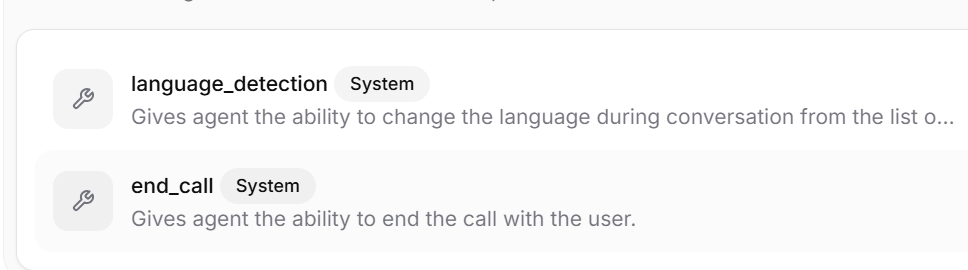 language_detection System
Gives agent the ability to change the language during conversation from the list o...
end_call System
Gives agent the ability to end the call with the user.